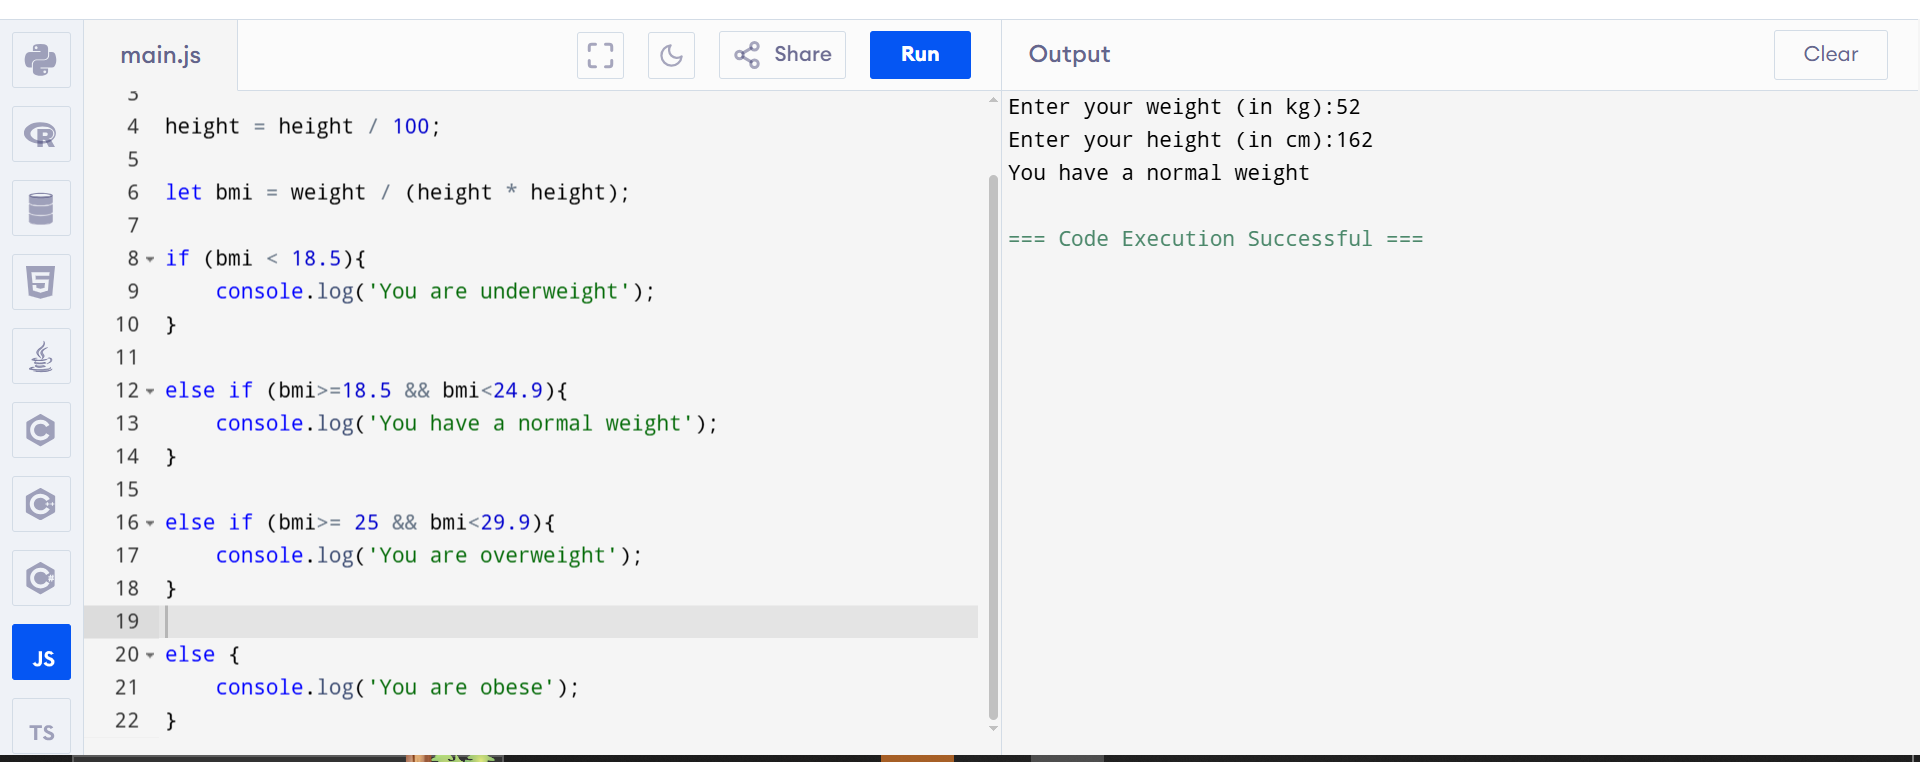 main.js
Share
Run
Output
Clear
3
4 height = height / 100;
5
6 let bmi = weight / (height * height);
7
8 if (bmi < 18.5){
9     console.log('You are underweight');
10 }
11
12 else if (bmi>=18.5 && bmi<24.9){
13     console.log('You have a normal weight');
14 }
15
16 else if (bmi>= 25 && bmi<29.9){
17     console.log('You are overweight');
18 }
19
20 else {
21     console.log('You are obese');
22 }
Enter your weight (in kg):52
Enter your height (in cm):162
You have a normal weight
=== Code Execution Successful ===
R
5
C
C
C#
JS
TS